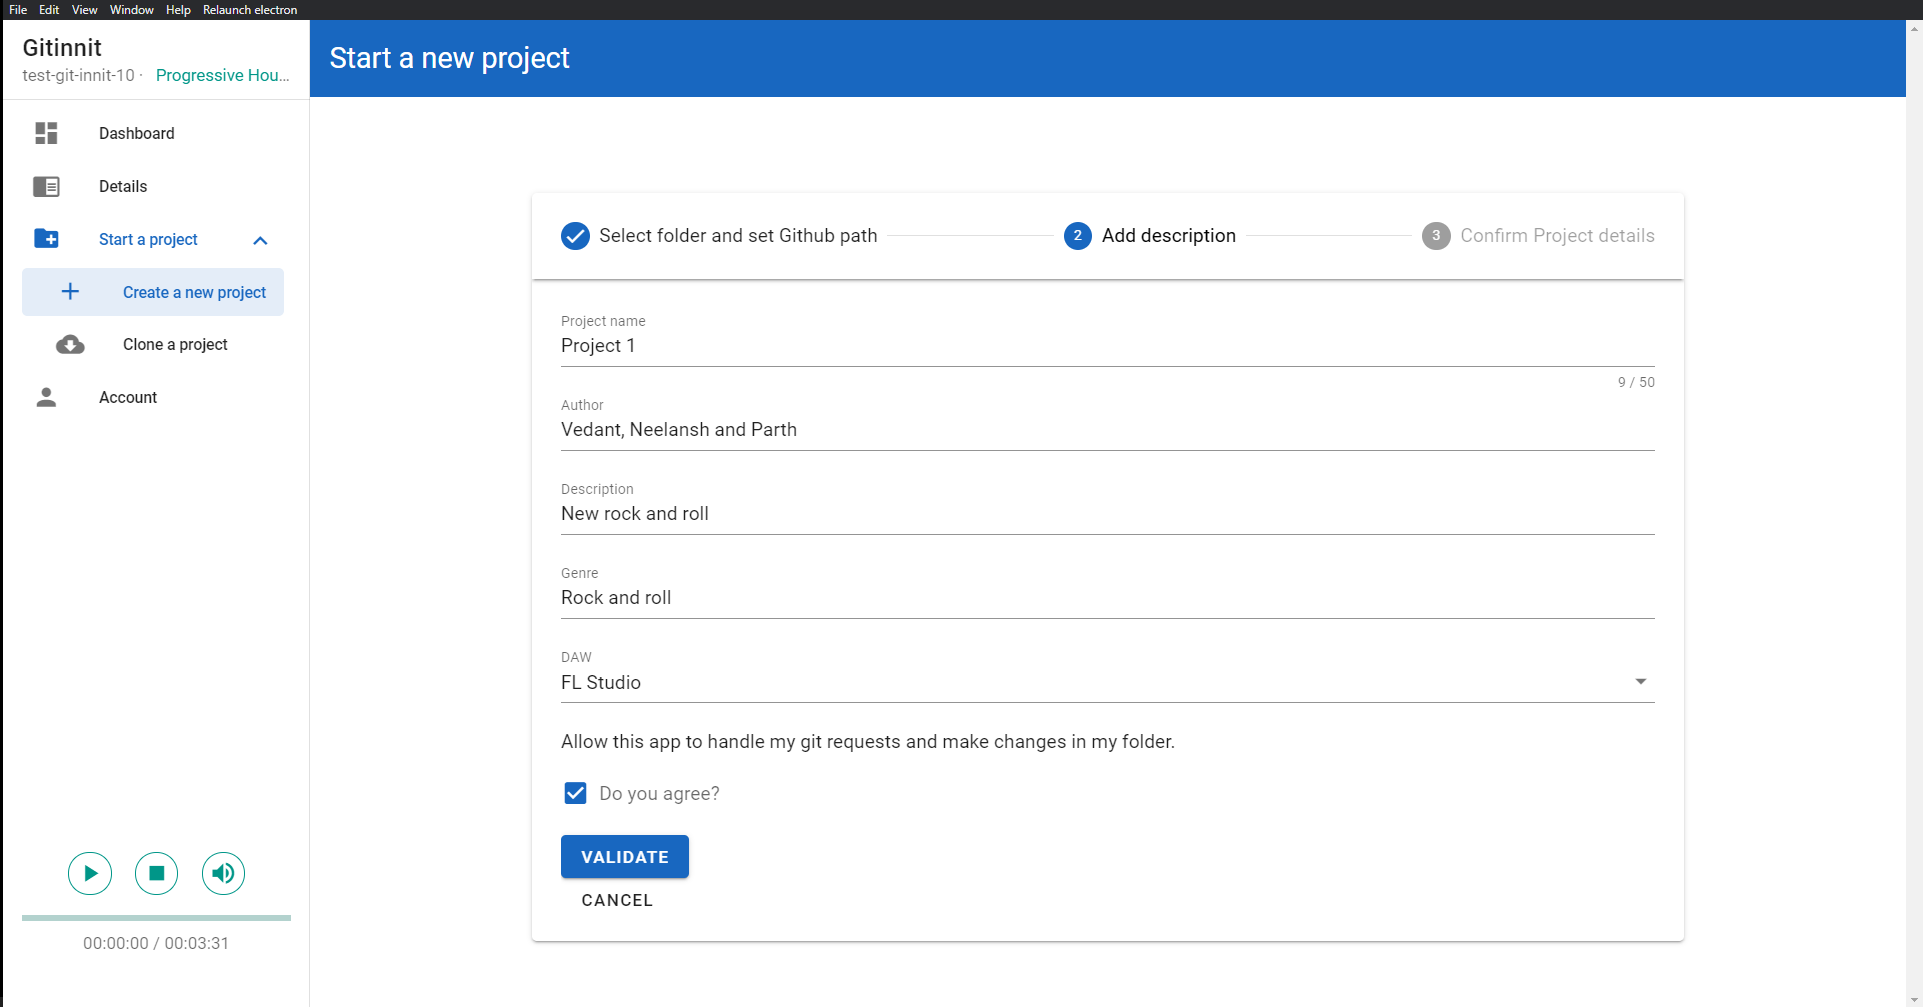 File Edit View Window Help Relaunch electron
Gitinnit
test-git-innit-10 · Progressive Hou...
Dashboard
Details
Start a project
Create a new project
Clone a project
Account
00:00:00 / 00:03:31
Start a new project
Select folder and set Github path
2 Add description
3 Confirm Project details
Project name
Project 1
9 / 50
Author
Vedant, Neelansh and Parth
Description
New rock and roll
Genre
Rock and roll
DAW
FL Studio
Allow this app to handle my git requests and make changes in my folder.
Do you agree?
VALIDATE
CANCEL